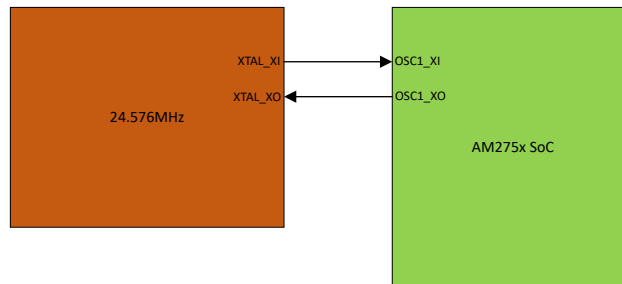 XTAL_XI
OSC1_XI
XTAL_XO
OSC1_XO
24.576MHz
AM275x SoC